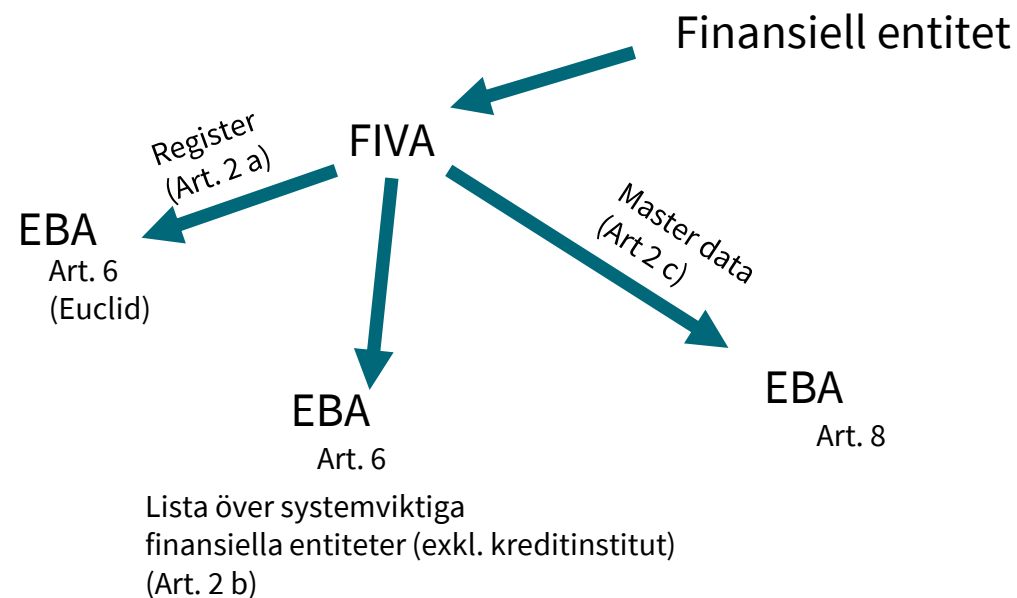 Finansiell entitet
FIVA
Register
(Art. 2 a)
EBA
Art. 6
(Euclid)
Master data
(Art 2 c)
EBA
Art. 8
EBA
Art. 6
Lista över systemviktiga
finansiella entiteter (exkl. kreditinstitut)
(Art. 2 b)